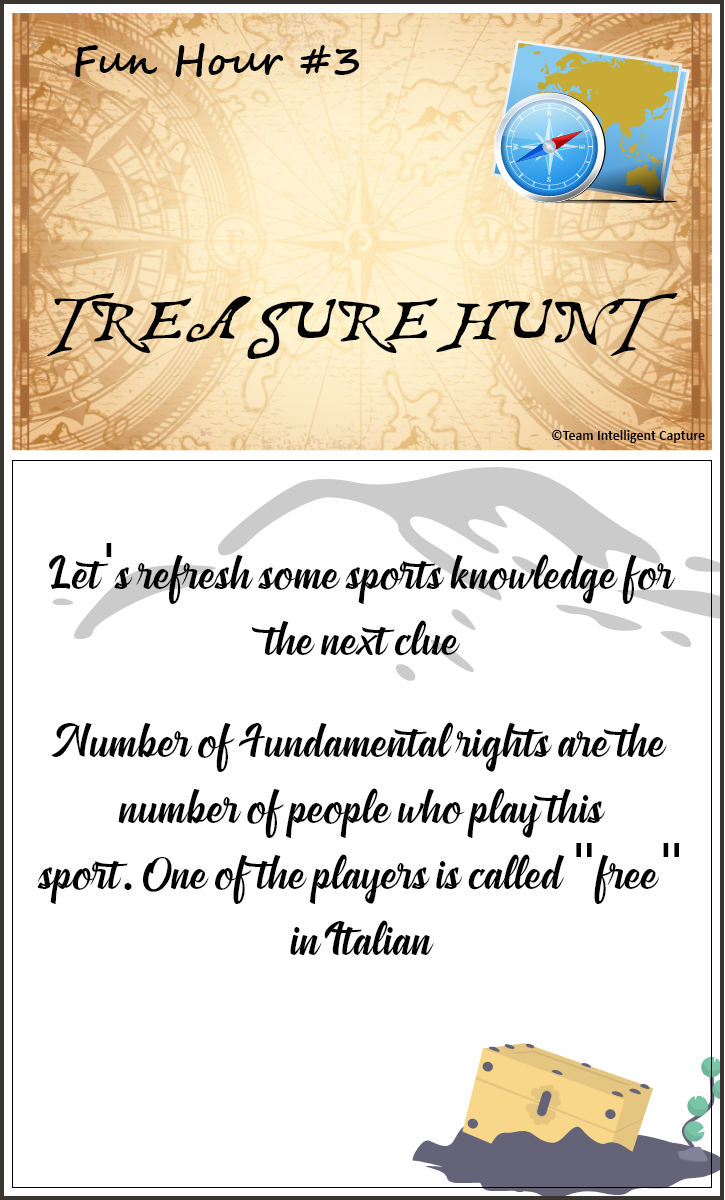 Fun Hour #3
N
W
E
S
E
W
TREASURE HUNT
©Team Intelligent Capture
Let's refresh some sports knowledge for
the next clue
Number of Fundamental rights are the
number of people who play this
sport. One of the players is called "free"
in Italian